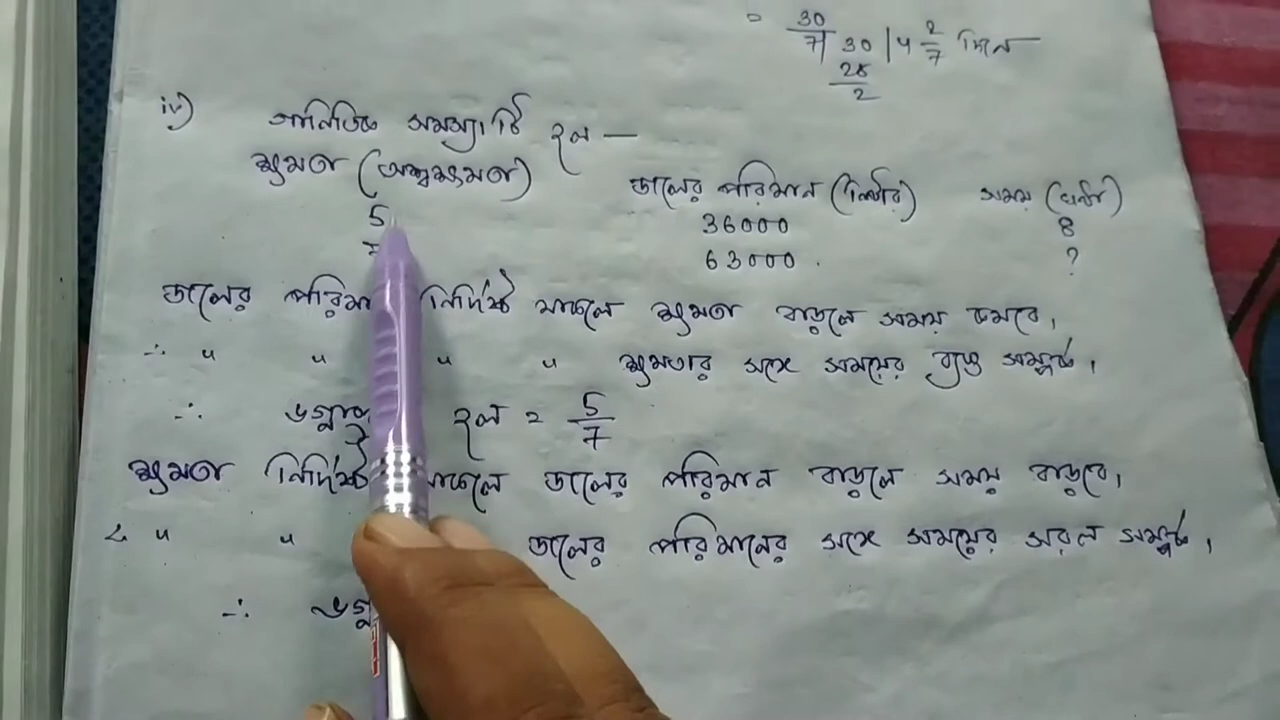 = 30/7 7| 30 |4 2/7 দিনে
28
2
iv) গানিতিক সমস্যাটি হল —
ক্ষমতা (অশ্বক্ষমতা) জলের পরিমান (লিটার) সময় (ঘন্টা)
5 36000 8
63000 ?
জলের নির্দিষ্ট থাকলে ক্ষমতা বাড়লে সময় কমবে।
∴ " " " " ক্ষমতার সঙ্গে সময়ের ব্যস্ত সম্পর্ক।
∴ হল = 5/7
ক্ষমতা নির্দিষ্ট থাকলে জলের পরিমান বাড়লে সময় বাড়বে।
∴ " " জলের পরিমানের সঙ্গে সময়ের সরল সম্পর্ক।
∴